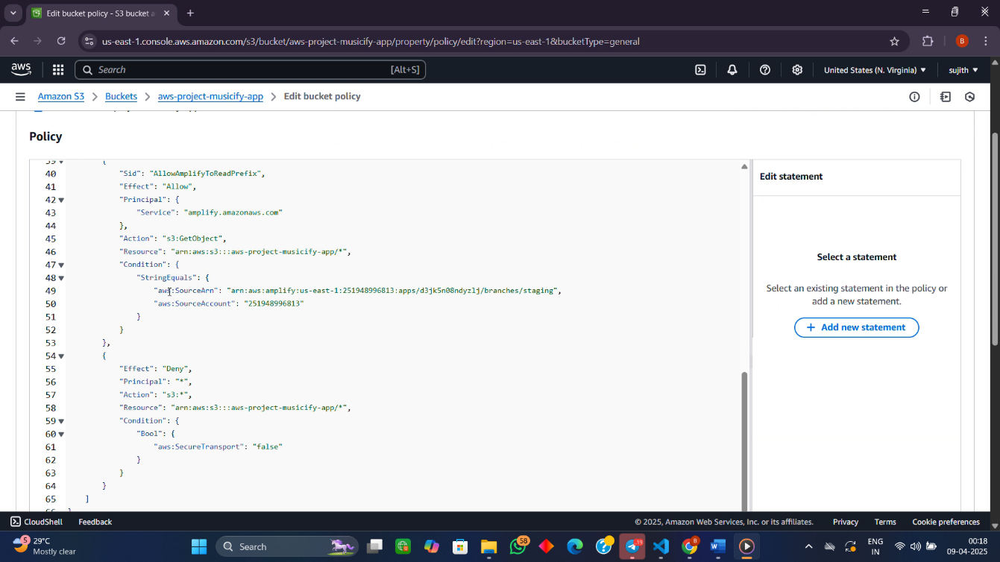 Edit bucket policy - S3 bucket a
us-east-1.console.aws.amazon.com/s3/bucket/aws-project-musicify-app/property/policy/edit?region=us-east-1&bucketType=general
B
aws
Search
[Alt+S]
United States (N. Virginia)
sujith
Amazon S3
Buckets
aws-project-musicify-app
Edit bucket policy
Policy
39
{
40 "Sid": "AllowAmplifyToReadPrefix",
41 "Effect": "Allow",
42 "Principal": {
43 "Service": "amplify.amazonaws.com"
44 },
45 "Action": "s3:GetObject",
46 "Resource": "arn:aws:s3:::aws-project-musicify-app/*",
47 "Condition": {
48 "StringEquals": {
49 "aws:SourceArn": "arn:aws:amplify:us-east-1:251948996813:apps/d3jk5n08ndyzlj/branches/staging",
50 "aws:SourceAccount": "251948996813"
51 }
52 }
53 },
54 {
55 "Effect": "Deny",
56 "Principal": "*",
57 "Action": "s3:*",
58 "Resource": "arn:aws:s3:::aws-project-musicify-app/*",
59 "Condition": {
60 "Bool": {
61 "aws:SecureTransport": "false"
62 }
63 }
64 }
65 ]
Edit statement
Select a statement
Select an existing statement in the policy or
add a new statement.
+ Add new statement
CloudShell
Feedback
© 2025, Amazon Web Services, Inc. or its affiliates.
Privacy
Terms
Cookie preferences
5
29°C
Mostly clear
Search
58
19
B
ENG
IN
00:18
09-04-2025